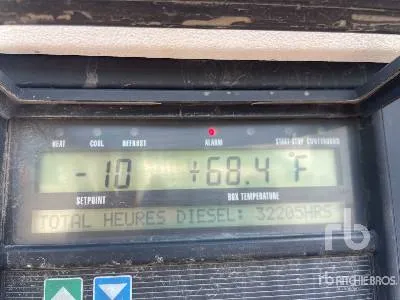 HEAT COOL DEFROST ALARM START-STOP CONTINUOUS
-10 +68.4 °F
SETPOINT BOX TEMPERATURE
TOTAL HEURES DIESEL: 32205HRS
rb
rb RITCHIE BROS.